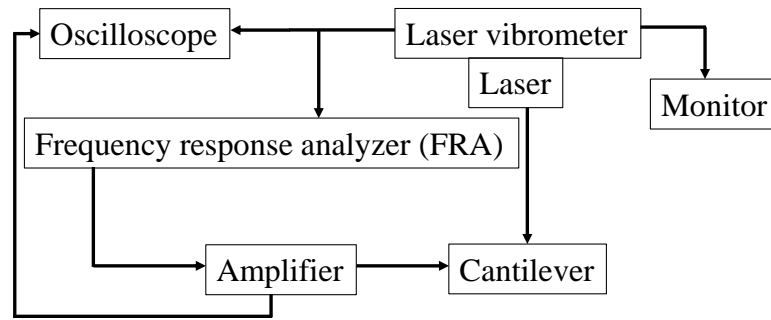 Oscilloscope
Laser vibrometer
Laser
Monitor
Frequency response analyzer (FRA)
Amplifier
Cantilever